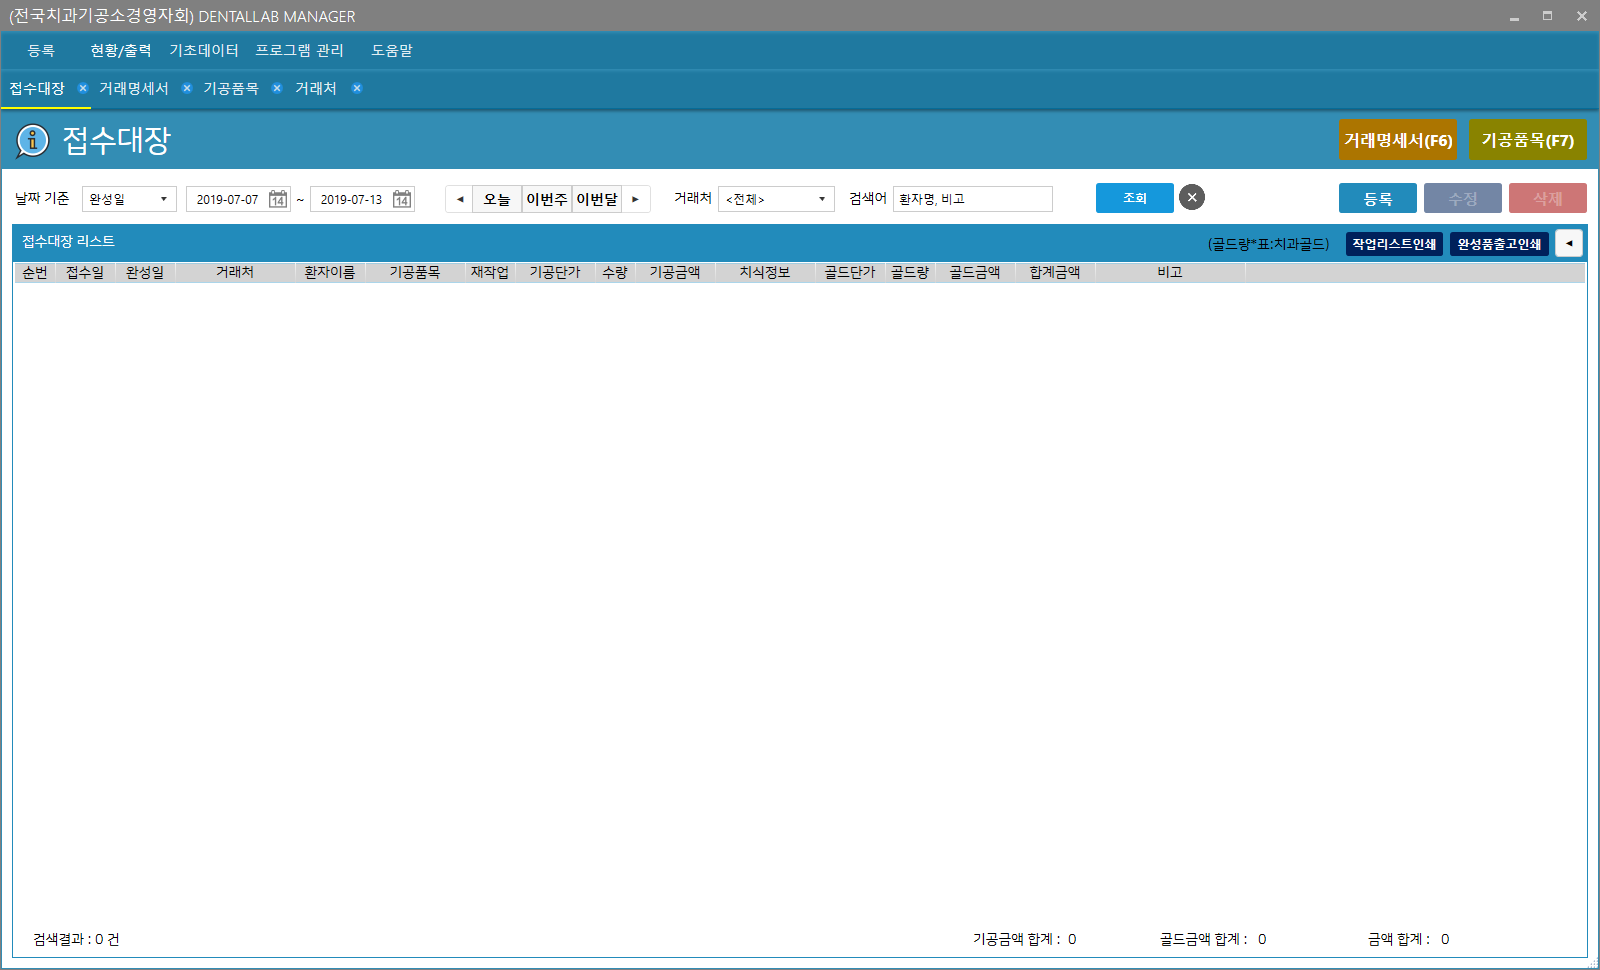 (전국치과기공소경영자회) DENTALLAB MANAGER
등록 현황/출력 기초데이터 프로그램 관리 도움말
접수대장 거래명세서 기공품목 거래처
접수대장 거래명세서(F6) 기공품목(F7)
날짜 기준 완성일 2019-07-07 14 ~ 2019-07-13 14 오늘 이번주 이번달 거래처 <전체> 검색어 환자명, 비고 조회 등록 수정 삭제
접수대장 리스트 (골드량*표:치과골드) 작업리스트인쇄 완성품출고인쇄
순번 접수일 완성일 거래처 환자이름 기공품목 재작업 기공단가 수량 기공금액 치식정보 골드단가 골드량 골드금액 합계금액 비고
검색결과 : 0 건 기공금액 합계 : 0 골드금액 합계 : 0 금액 합계 : 0